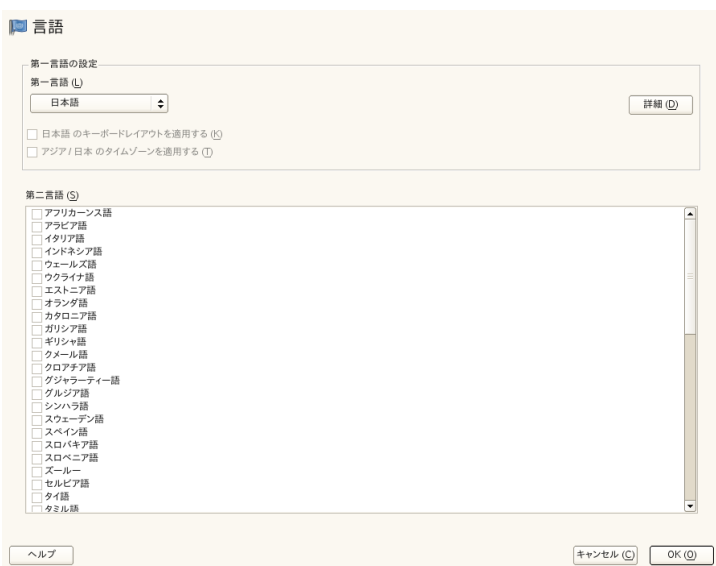 言語
第一言語の設定
第一言語 (L)
日本語
詳細 (D)
日本語 のキーボードレイアウトを適用する (K)
アジア / 日本 のタイムゾーンを適用する (T)
第二言語 (S)
アフリカーンス語
アラビア語
イタリア語
インドネシア語
ウェールズ語
ウクライナ語
エストニア語
オランダ語
カタロニア語
ガリシア語
ギリシャ語
クメール語
クロアチア語
グジャラーティー語
グルジア語
シンハラ語
スウェーデン語
スペイン語
スロバキア語
スロベニア語
ズールー
セルビア語
タイ語
タミル語
ヘルプ
キャンセル (C)
OK (O)